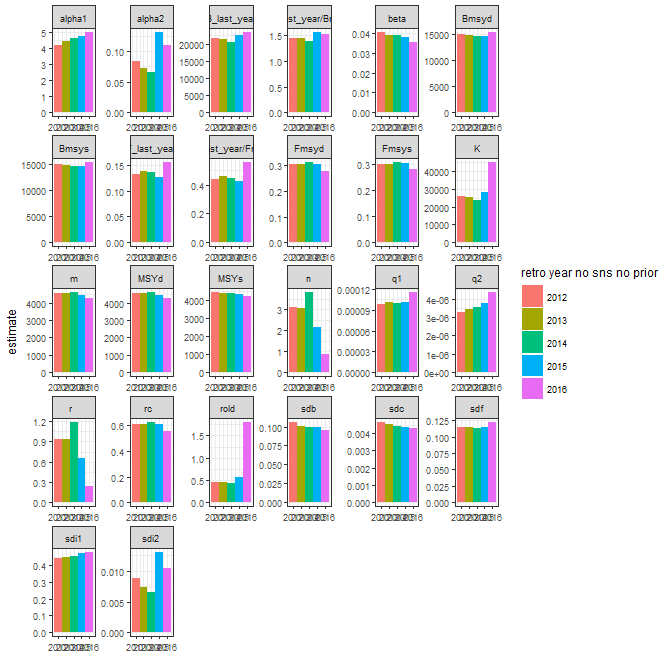 alpha1 alpha2 _last_yea st_year/B beta Bmsyd
5 4 3 2 1 0
0.10 0.05 0.00
20000 15000 10000 5000 0
1.5 1.0 0.5 0.0
0.04 0.03 0.02 0.01 0.00
15000 10000 5000 0
Bmsys _last_yea st_year/F Fmsyd Fmsys K
15000 10000 5000 0
0.15 0.10 0.05 0.00
0.4 0.2 0.0
0.3 0.2 0.1 0.0
0.3 0.2 0.1 0.0
40000 30000 20000 10000 0
m MSYd MSYs n q1 q2
4000 3000 2000 1000 0
4000 3000 2000 1000 0
4000 3000 2000 1000 0
3 2 1 0
0.00012 0.00009 0.00006 0.00003 0.00000
4e-06 3e-06 2e-06 1e-06 0e+00
r rc rold sdb sdc sdf
1.2 0.9 0.6 0.3 0.0
0.6 0.4 0.2 0.0
1.5 1.0 0.5 0.0
0.100 0.075 0.050 0.025 0.000
0.004 0.003 0.002 0.001 0.000
0.125 0.100 0.075 0.050 0.025 0.000
sdi1 sdi2
0.4 0.3 0.2 0.1 0.0
0.010 0.005 0.000
estimate
retro year no sns no prior
2012
2013
2014
2015
2016